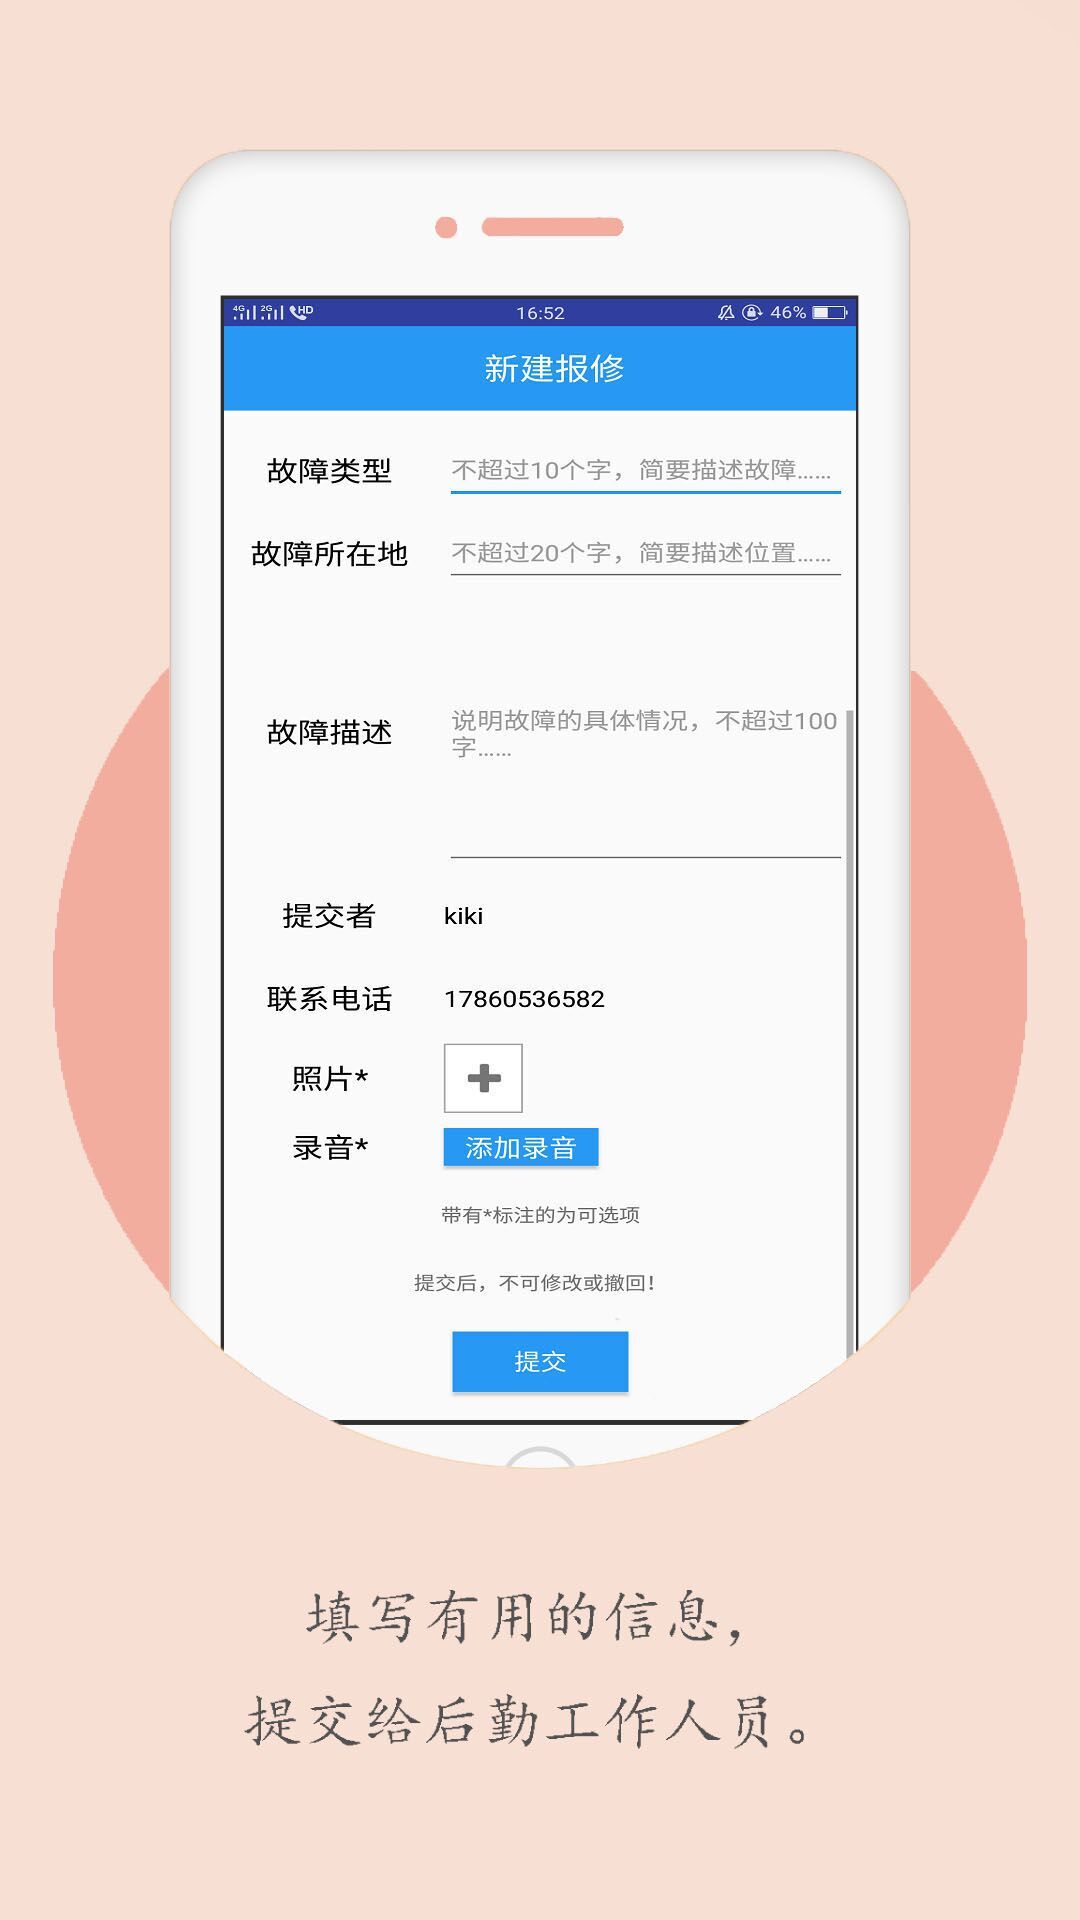 4G 2G HD 16:52 46%
新建报修
故障类型 不超过10个字，简要描述故障……
故障所在地 不超过20个字，简要描述位置……
故障描述 说明故障的具体情况，不超过100
字……
提交者 kiki
联系电话 17860536582
照片*
录音* 添加录音
带有*标注的为可选项
提交后，不可修改或撤回！
提交
填写有用的信息，
提交给后勤工作人员。